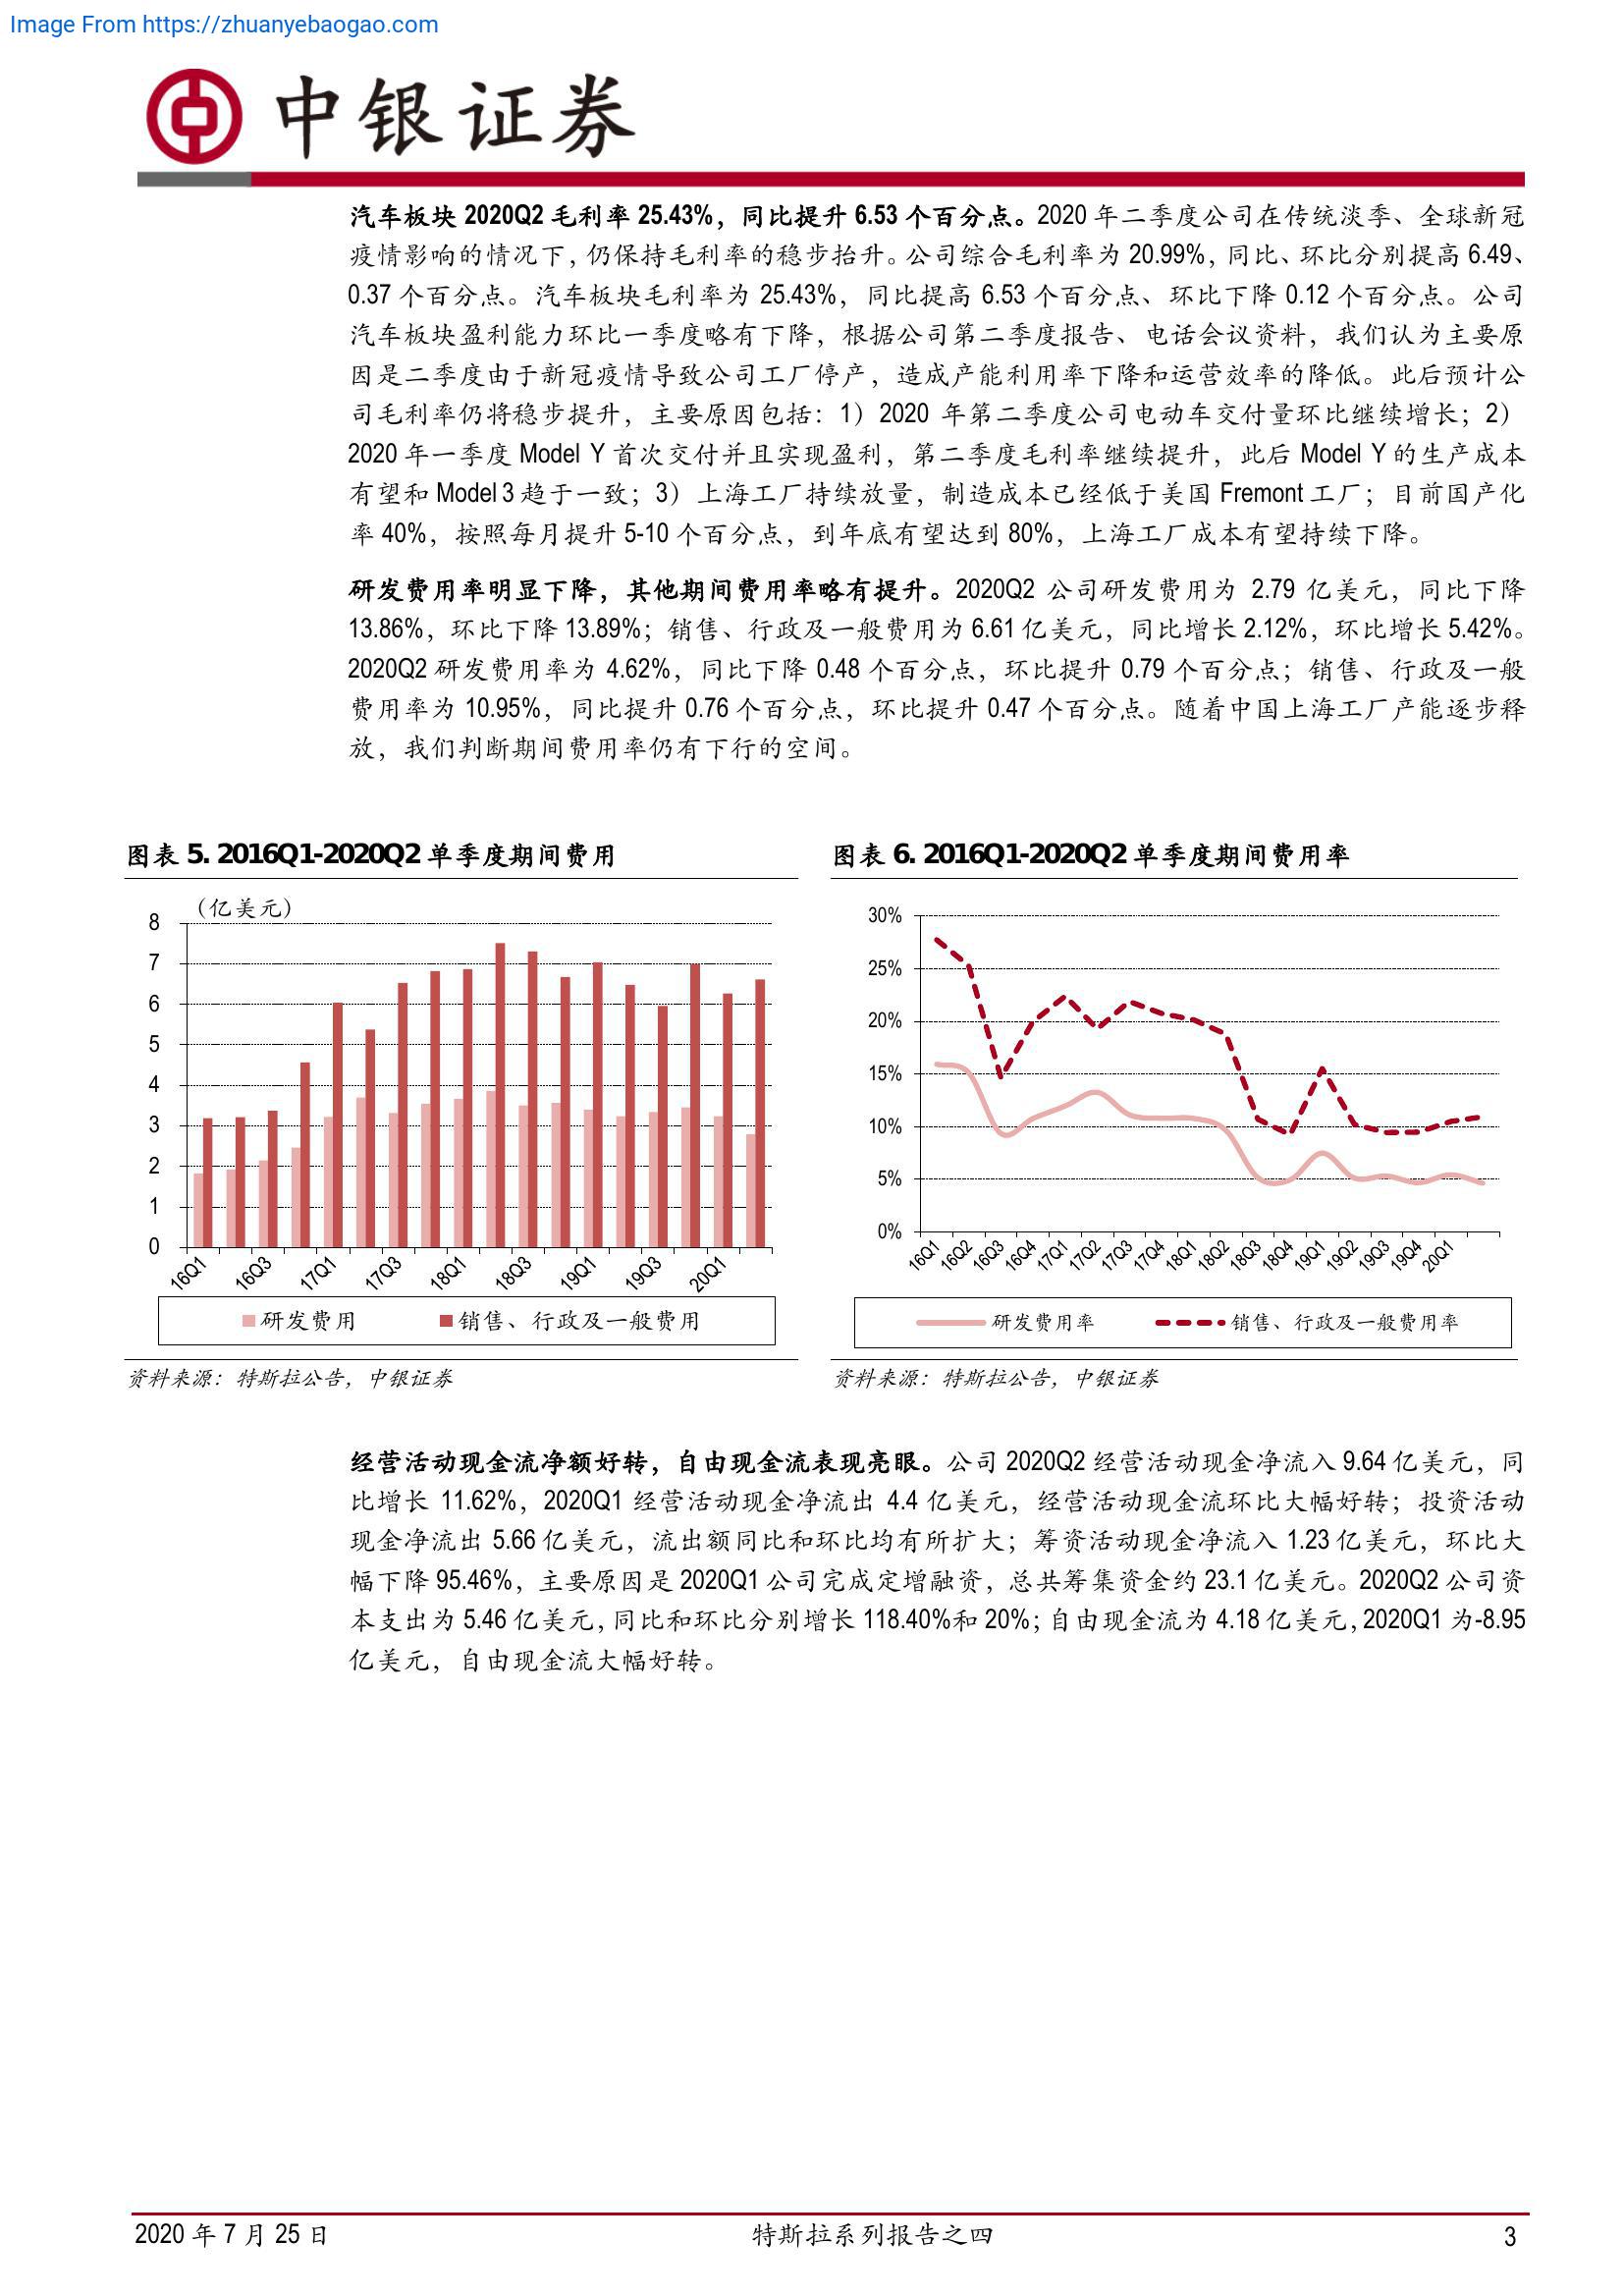 Image From https://zhuanyebaogao.com
中银证券
汽车板块 2020Q2 毛利率 25.43%，同比提升 6.53 个百分点。2020 年二季度公司在传统淡季、全球新冠
疫情影响的情况下，仍保持毛利率的稳步抬升。公司综合毛利率为 20.99%，同比、环比分别提高 6.49、
0.37 个百分点。汽车板块毛利率为 25.43%，同比提高 6.53 个百分点、环比下降 0.12 个百分点。公司
汽车板块盈利能力环比一季度略有下降，根据公司第二季度报告、电话会议资料，我们认为主要原
因是二季度由于新冠疫情导致公司工厂停产，造成产能利用率下降和运营效率的降低。此后预计公
司毛利率仍将稳步提升，主要原因包括：1）2020 年第二季度公司电动车交付量环比继续增长；2）
2020 年一季度 Model Y 首次交付并且实现盈利，第二季度毛利率继续提升，此后 Model Y 的生产成本
有望和 Model 3 趋于一致；3）上海工厂持续放量，制造成本已经低于美国 Fremont 工厂；目前国产化
率 40%，按照每月提升 5-10 个百分点，到年底有望达到 80%，上海工厂成本有望持续下降。
研发费用率明显下降，其他期间费用率略有提升。2020Q2 公司研发费用为 2.79 亿美元，同比下降
13.86%，环比下降 13.89%；销售、行政及一般费用为 6.61 亿美元，同比增长 2.12%，环比增长 5.42%。
2020Q2 研发费用率为 4.62%，同比下降 0.48 个百分点，环比提升 0.79 个百分点；销售、行政及一般
费用率为 10.95%，同比提升 0.76 个百分点，环比提升 0.47 个百分点。随着中国上海工厂产能逐步释
放，我们判断期间费用率仍有下行的空间。
图表 5. 2016Q1-2020Q2 单季度期间费用
（亿美元）
8
7
6
5
4
3
2
1
0
16Q1 16Q3 17Q1 17Q3 18Q1 18Q3 19Q1 19Q3 20Q1
研发费用 销售、行政及一般费用
资料来源：特斯拉公告，中银证券
图表 6. 2016Q1-2020Q2 单季度期间费用率
30%
25%
20%
15%
10%
5%
0%
16Q1 16Q2 16Q3 16Q4 17Q1 17Q2 17Q3 17Q4 18Q1 18Q2 18Q3 18Q4 19Q1 19Q2 19Q3 19Q4 20Q1
研发费用率 销售、行政及一般费用率
资料来源：特斯拉公告，中银证券
经营活动现金流净额好转，自由现金流表现亮眼。公司 2020Q2 经营活动现金净流入 9.64 亿美元，同
比增长 11.62%，2020Q1 经营活动现金净流出 4.4 亿美元，经营活动现金流环比大幅好转；投资活动
现金净流出 5.66 亿美元，流出额同比和环比均有所扩大；筹资活动现金净流入 1.23 亿美元，环比大
幅下降 95.46%，主要原因是 2020Q1 公司完成定增融资，总共筹集资金约 23.1 亿美元。2020Q2 公司资
本支出为 5.46 亿美元，同比和环比分别增长 118.40%和 20%；自由现金流为 4.18 亿美元，2020Q1 为-8.95
亿美元，自由现金流大幅好转。
2020 年 7 月 25 日 特斯拉系列报告之四 3